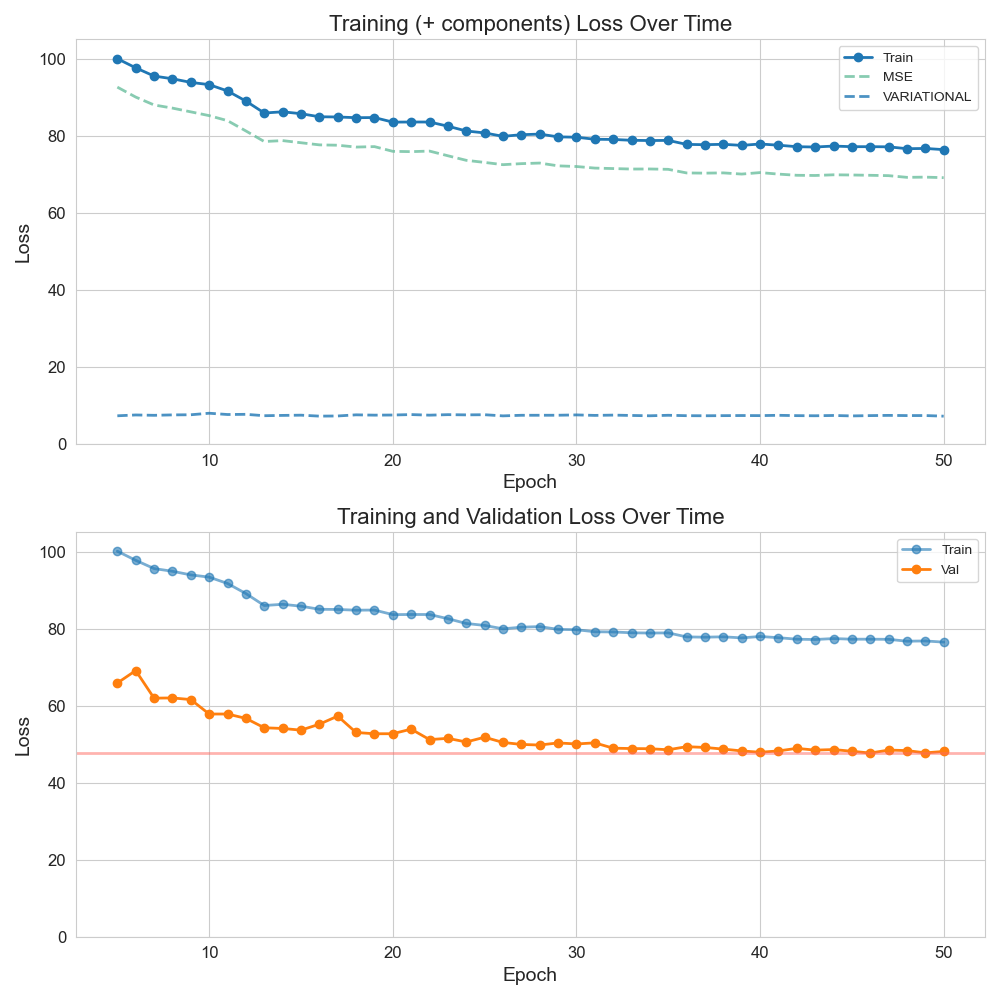 Training (+ components) Loss Over Time
Train
MSE
VARIATIONAL
Loss
100
80
60
40
20
0
10 20 30 40 50
Epoch
Training and Validation Loss Over Time
Train
Val
Loss
100
80
60
40
20
0
10 20 30 40 50
Epoch